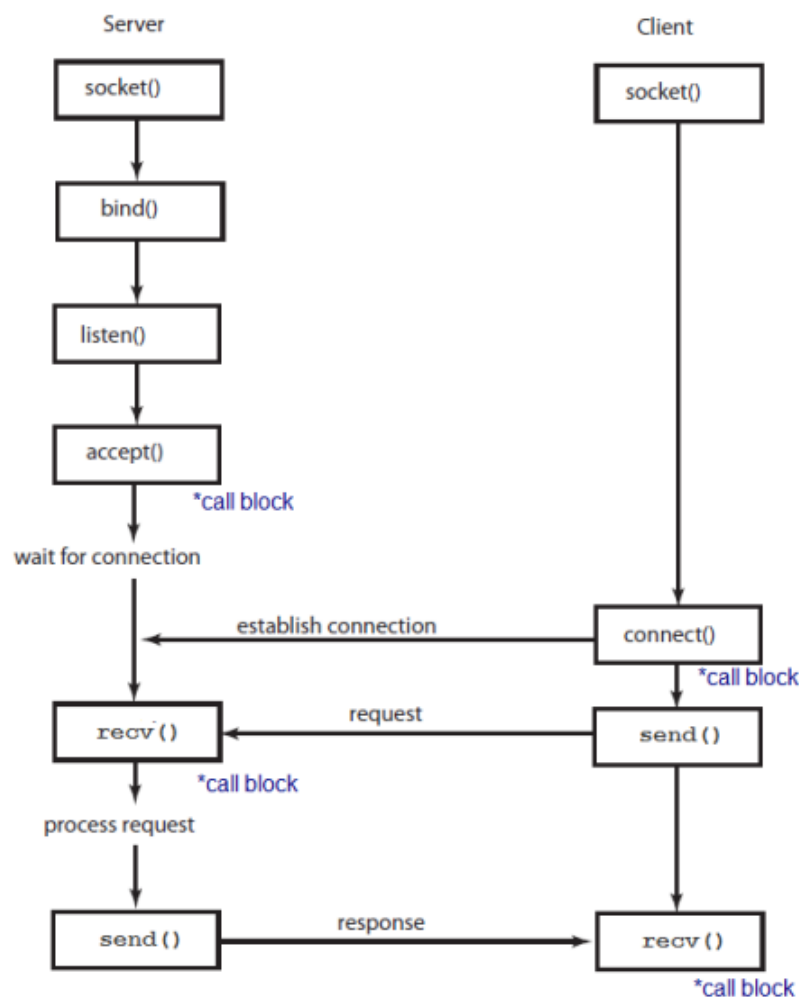 Server
Client
socket()
socket()
bind()
listen()
accept()
*call block
wait for connection
establish connection
connect()
*call block
request
recv()
send()
*call block
process request
response
send()
recv()
*call block